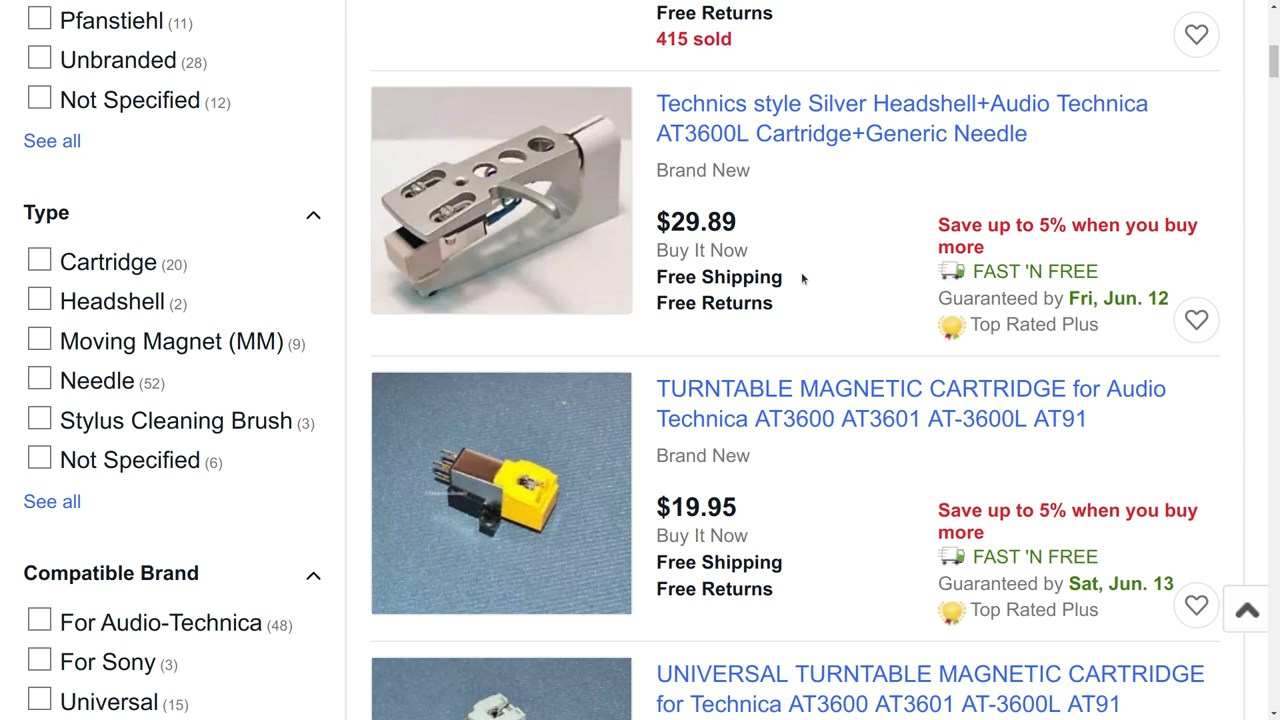 Pfanstiehl (11)
Unbranded (28)
Not Specified (12)
See all
Type
Cartridge (20)
Headshell (2)
Moving Magnet (MM) (9)
Needle (52)
Stylus Cleaning Brush (3)
Not Specified (6)
See all
Compatible Brand
For Audio-Technica (48)
For Sony (3)
Universal (15)
Free Returns
415 sold
Technics style Silver Headshell+Audio Technica
AT3600L Cartridge+Generic Needle
Brand New
$29.89
Buy It Now
Free Shipping
Free Returns
Save up to 5% when you buy
more
FAST 'N FREE
Guaranteed by Fri, Jun. 12
Top Rated Plus
TURNTABLE MAGNETIC CARTRIDGE for Audio
Technica AT3600 AT3601 AT-3600L AT91
Brand New
$19.95
Buy It Now
Free Shipping
Free Returns
Save up to 5% when you buy
more
FAST 'N FREE
Guaranteed by Sat, Jun. 13
Top Rated Plus
UNIVERSAL TURNTABLE MAGNETIC CARTRIDGE
for Technica AT3600 AT3601 AT-3600L AT91